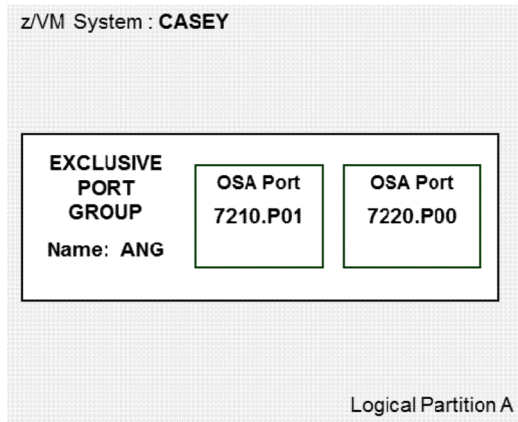 z/VM System : CASEY
EXCLUSIVE
PORT
GROUP
Name: ANG
OSA Port
7210.P01
OSA Port
7220.P00
Logical Partition A